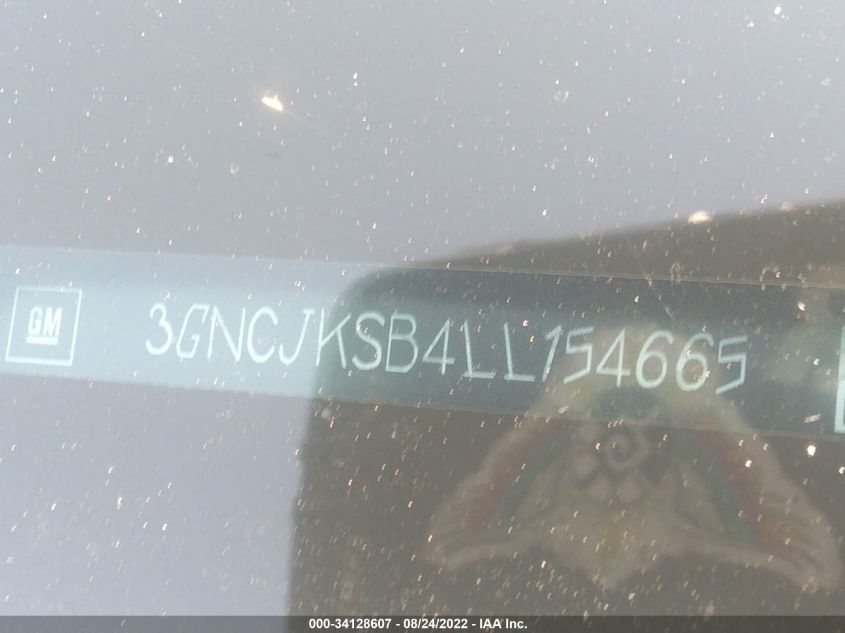 GM
3GNCJKSB4LL154665
000-34128607 - 08/24/2022 - IAA Inc.